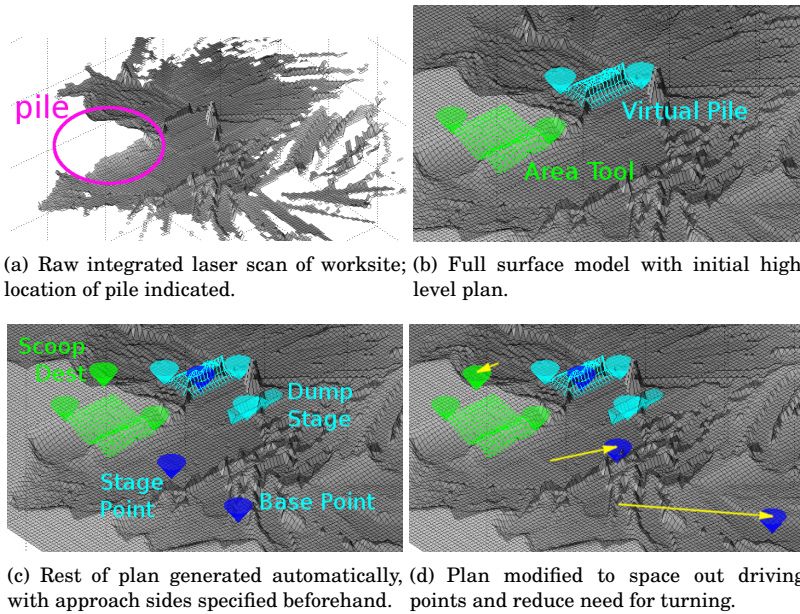 pile
Virtual Pile
Area Tool
(a) Raw integrated laser scan of worksite;
location of pile indicated.
(b) Full surface model with initial high
level plan.
Scoop
Dest
Dump
Stage
Stage
Point
Base Point
(c) Rest of plan generated automatically,
with approach sides specified beforehand.
(d) Plan modified to space out driving
points and reduce need for turning.